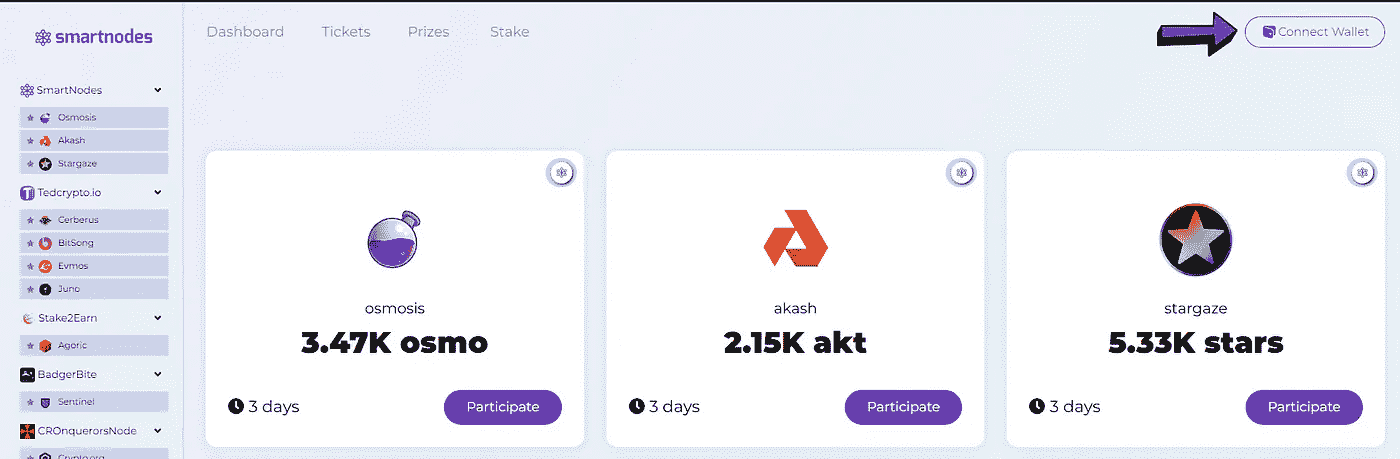 smartnodes
Dashboard Tickets Prizes Stake
Connect Wallet
SmartNodes
Osmosis
Akash
Stargaze
Tedcrypto.io
Cerberus
BitSong
Evmos
Juno
Stake2Earn
Agoric
BadgerBite
Sentinel
CROnquerorsNode
Crypto.org
osmosis
3.47K osmo
3 days
Participate
akash
2.15K akt
3 days
Participate
stargaze
5.33K stars
3 days
Participate